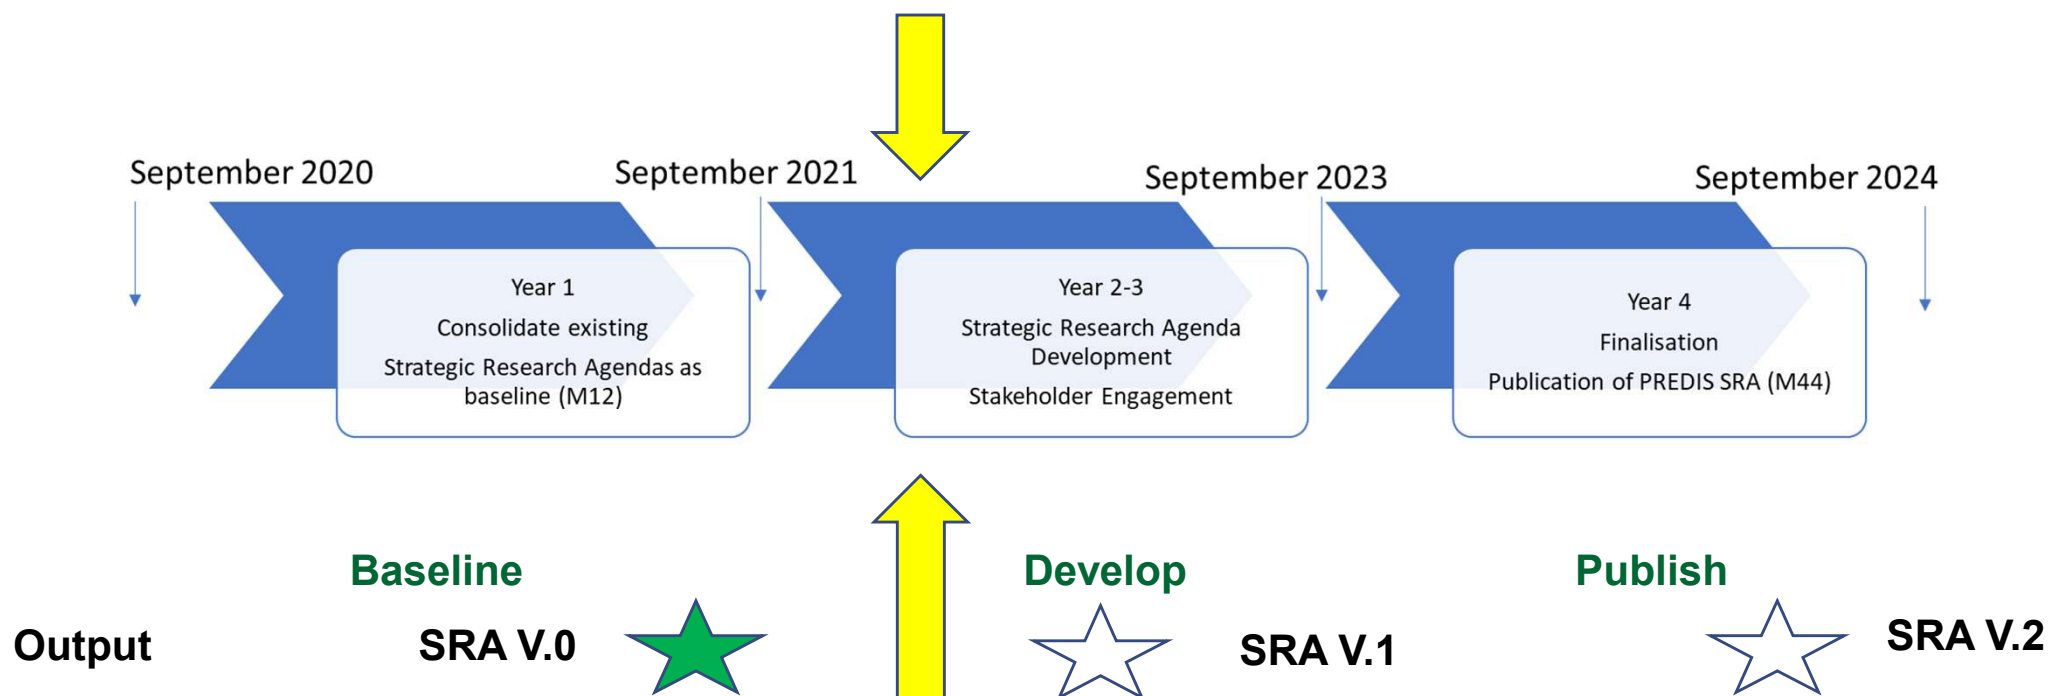 September 2020
September 2021
September 2023
September 2024
Year 1
Consolidate existing
Strategic Research Agendas as
baseline (M12)
Year 2-3
Strategic Research Agenda
Development
Stakeholder Engagement
Year 4
Finalisation
Publication of PREDIS SRA (M44)
Baseline
Develop
Publish
Output
SRA V.0
SRA V.1
SRA V.2